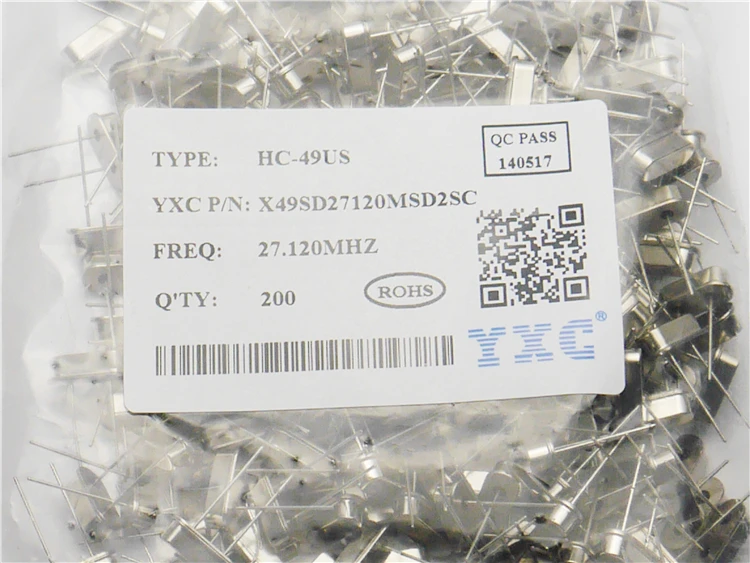 QC PASS
140517
TYPE: HC-49US
YXC P/N: X49SD27120MSD2SC
FREQ: 27.120MHZ
Q'TY: 200
ROHS
YXC®